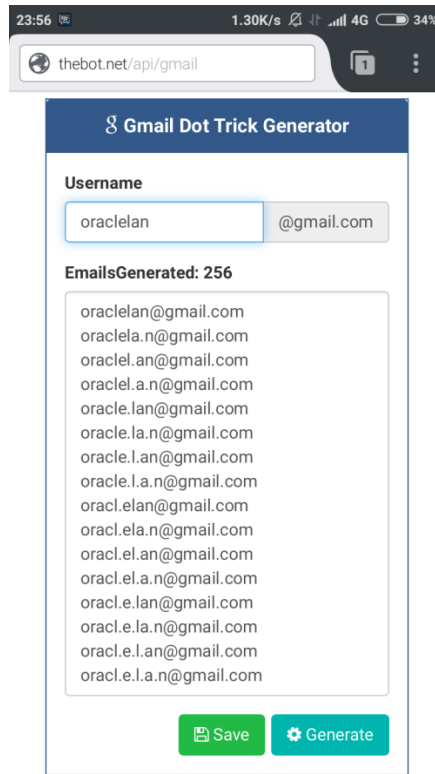 23:56 1.30K/s 4G 34%
thebot.net/api/gmail 1
g Gmail Dot Trick Generator
Username
oraclelan @gmail.com
EmailsGenerated: 256
oraclelan@gmail.com
oraclela.n@gmail.com
oraclel.an@gmail.com
oraclel.a.n@gmail.com
oracle.lan@gmail.com
oracle.la.n@gmail.com
oracle.l.an@gmail.com
oracle.l.a.n@gmail.com
oracl.elan@gmail.com
oracl.ela.n@gmail.com
oracl.el.an@gmail.com
oracl.el.a.n@gmail.com
oracl.e.lan@gmail.com
oracl.e.la.n@gmail.com
oracl.e.l.an@gmail.com
oracl.e.l.a.n@gmail.com
Save Generate